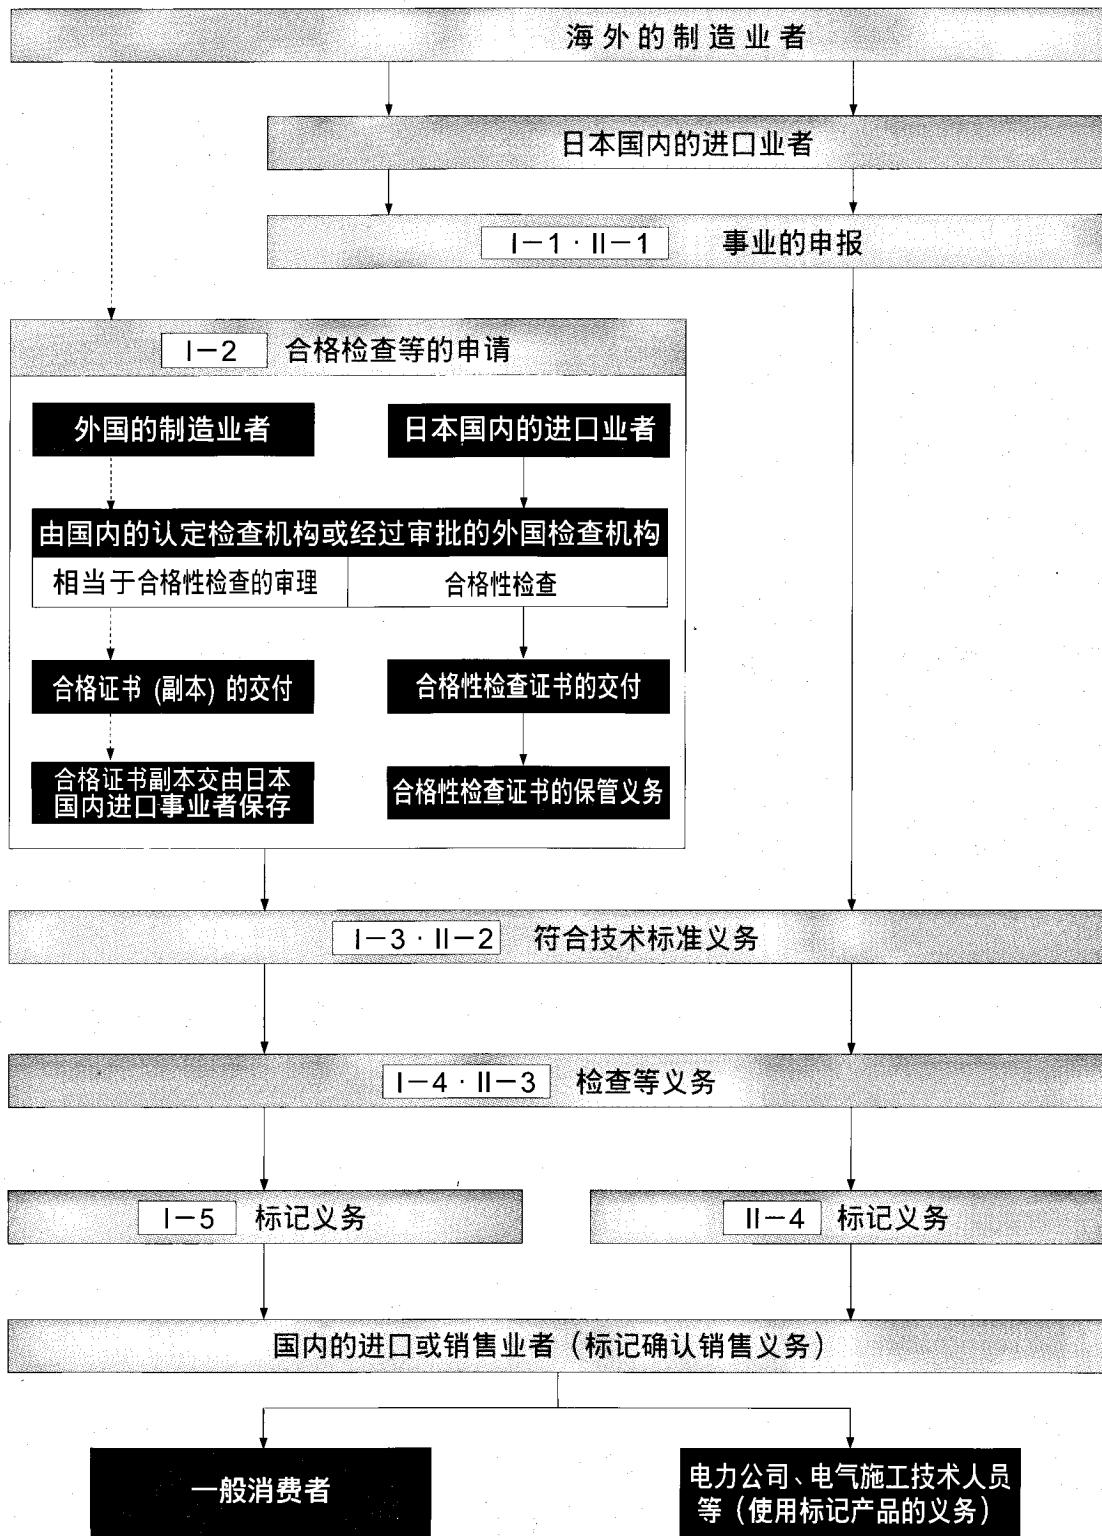 海外的制造业者
日本国内的进口业者
I－1・II－1 事业的申报
I－2 合格检查等的申请
外国的制造业者
日本国内的进口业者
由国内的认定检查机构或经过审批的外国检查机构
相当于合格性检查的审理
合格性检查
合格证书 (副本) 的交付
合格性检查证书的交付
合格证书副本交由日本
国内进口事业者保存
合格性检查证书的保管义务
I－3・II－2 符合技术标准义务
I－4・II－3 检查等义务
I－5 标记义务
II－4 标记义务
国内的进口或销售业者（标记确认销售义务）
一般消费者
电力公司、电气施工技术人员
等（使用标记产品的义务）